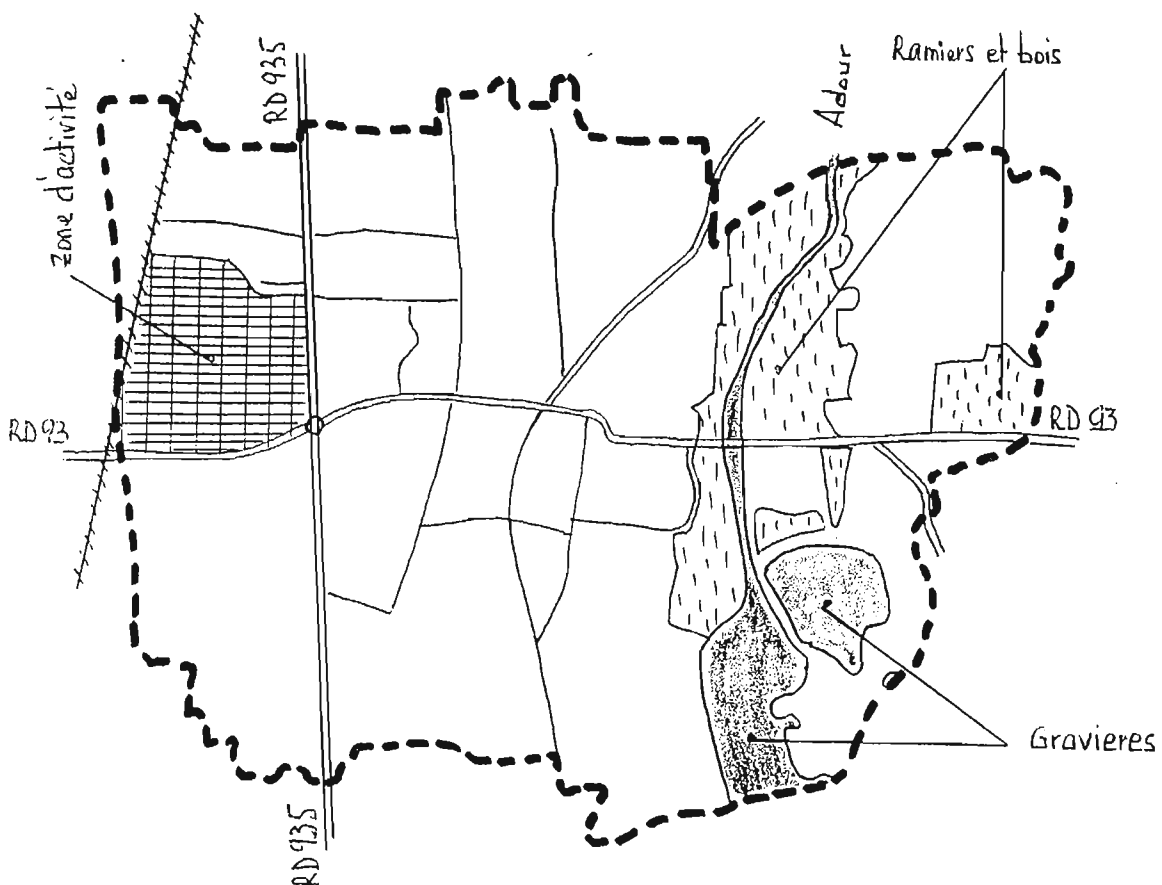 RD 935
Adour
Ramiers et bois
Zone d'activité
RD 93
RD 93
Gravieres
RD 935